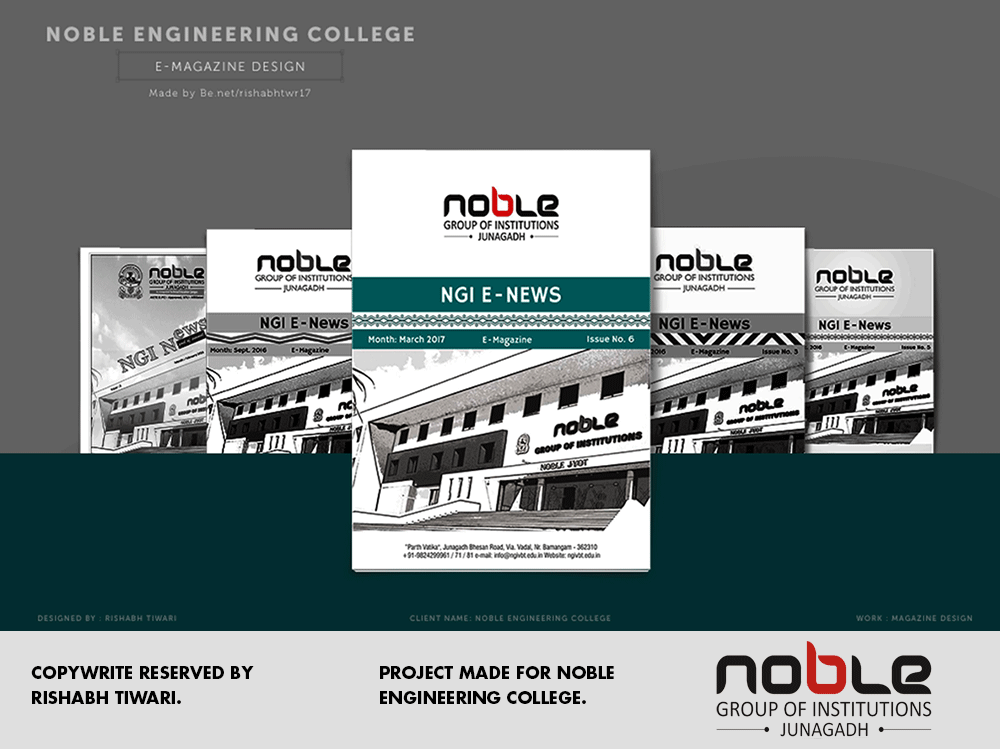 NOBLE ENGINEERING COLLEGE
E-MAGAZINE DESIGN
Made by Be.net/rishabhtwr17
noble
GROUP OF INSTITUTIONS
JUNAGADH
NGI News
noble
GROUP OF INSTITUTIONS
JUNAGADH
NGI E-News
Month: Sept. 2016
E-Magazine
noble
GROUP OF INSTITUTIONS
• JUNAGADH •
NGI E-NEWS
Month: March 2017
E-Magazine
Issue No. 6
noble
GROUP OF INSTITUTIONS
NOBLE JYOT
"Parth Vatika", Junagadh Bhesan Road, Via. Vadal, Nr. Bamangam - 362310
+91-9824299961 / 71 / 81 e-mail: info@ngivbt.edu.in Website: ngivbt.edu.in
noble
GROUP OF INSTITUTIONS
JUNAGADH
NGI E-News
2016
E-Magazine
noble
GROUP OF INSTITUTIONS
noble
GROUP OF INSTITUTIONS
JUNAGADH
NGI E-News
2016
E-Magazine
noble
DESIGNED BY : RISHABH TIWARI
CLIENT NAME: NOBLE ENGINEERING COLLEGE
WORK : MAGAZINE DESIGN
COPYWRITE RESERVED BY
RISHABH TIWARI.
PROJECT MADE FOR NOBLE
ENGINEERING COLLEGE.
noble
GROUP OF INSTITUTIONS
• JUNAGADH •